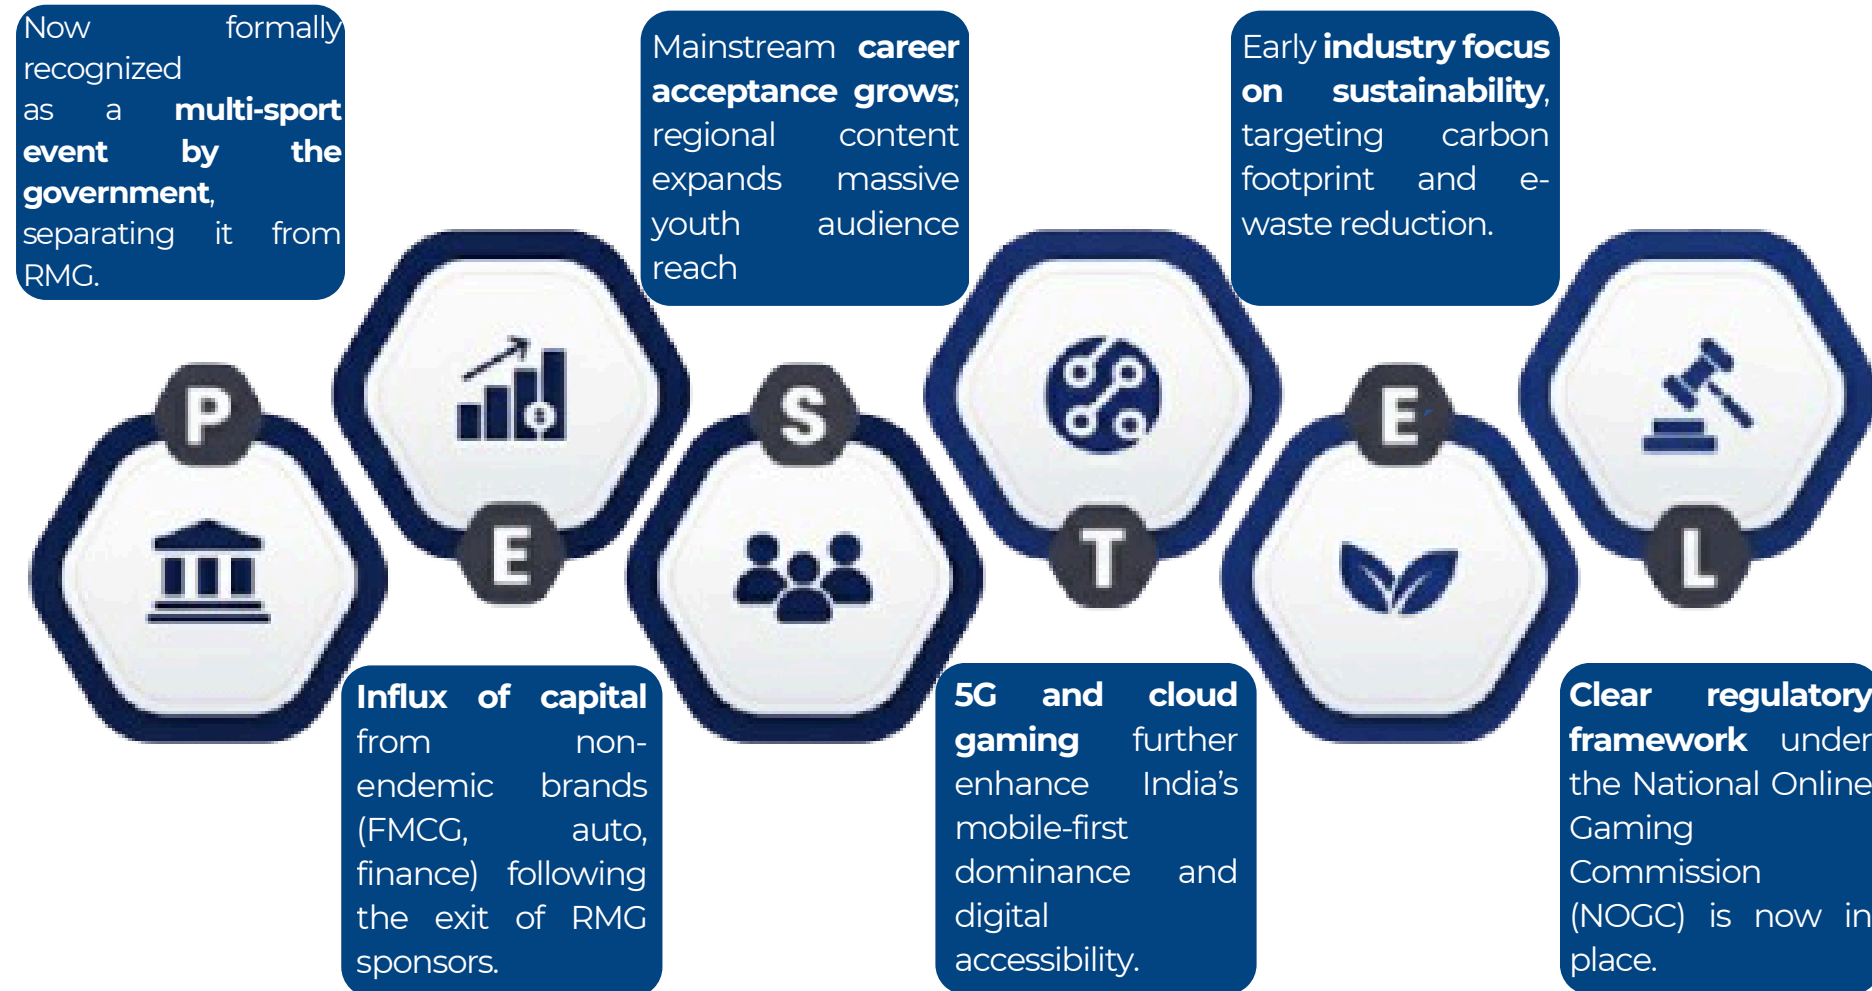 Now formally
recognized
as a multi-sport
event by the
government,
separating it from
RMG.
P
Influx of capital
from non-
endemic brands
(FMCG, auto,
finance) following
the exit of RMG
sponsors.
E
Mainstream career
acceptance grows;
regional content
expands massive
youth audience
reach
S
5G and cloud
gaming further
enhance India's
mobile-first
dominance and
digital
accessibility.
T
Early industry focus
on sustainability,
targeting carbon
footprint and e-
waste reduction.
E
Clear regulatory
framework under
the National Online
Gaming
Commission
(NOGC) is now in
place.
L
$